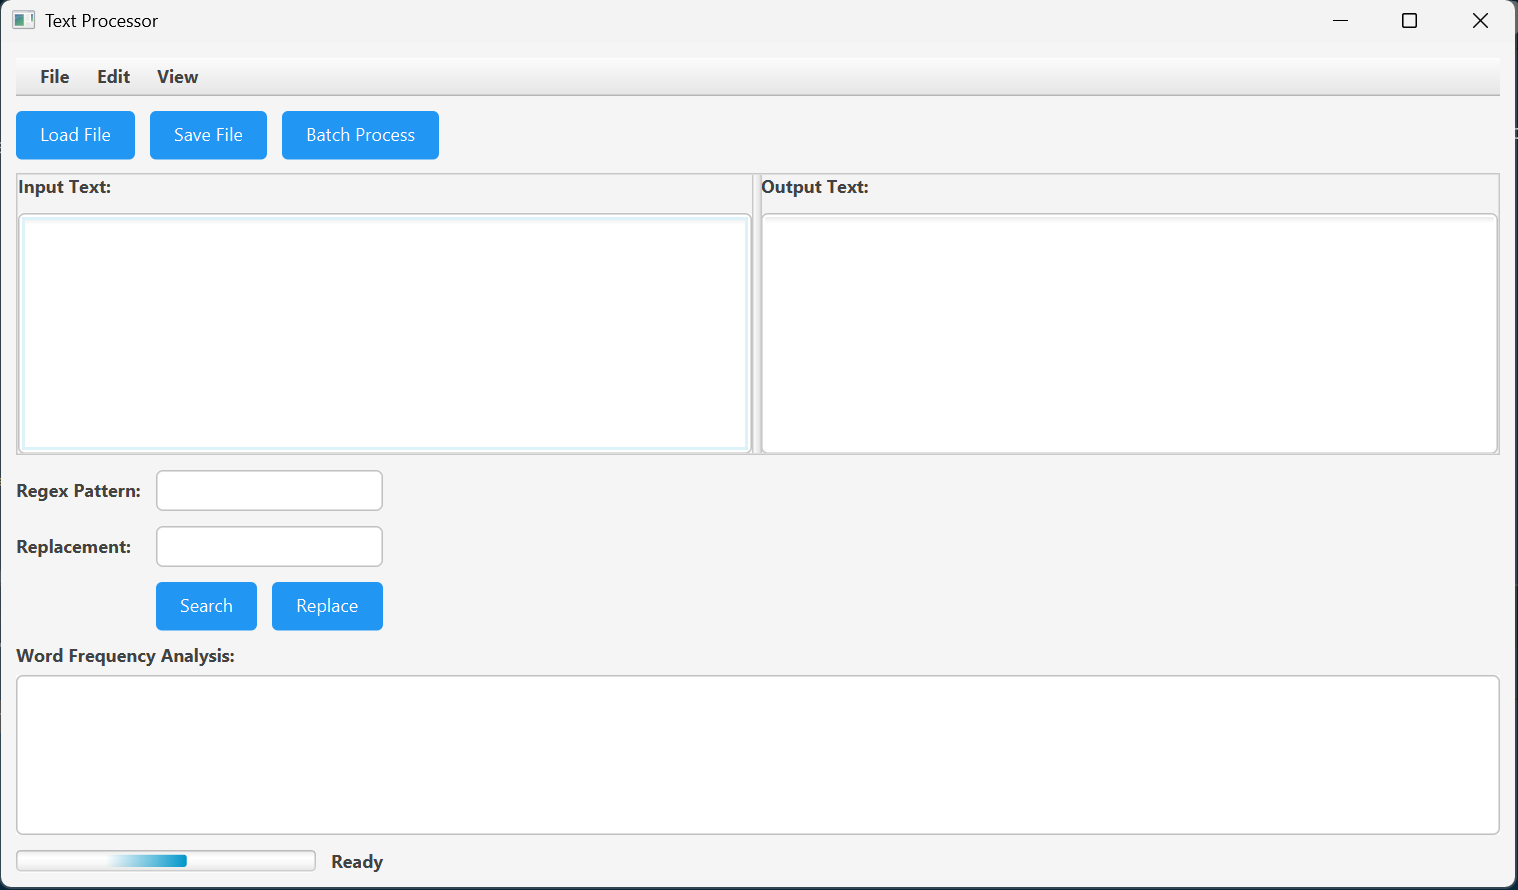 Text Processor
File Edit View
Load File Save File Batch Process
Input Text: Output Text:
Regex Pattern:
Replacement:
Search Replace
Word Frequency Analysis:
Ready